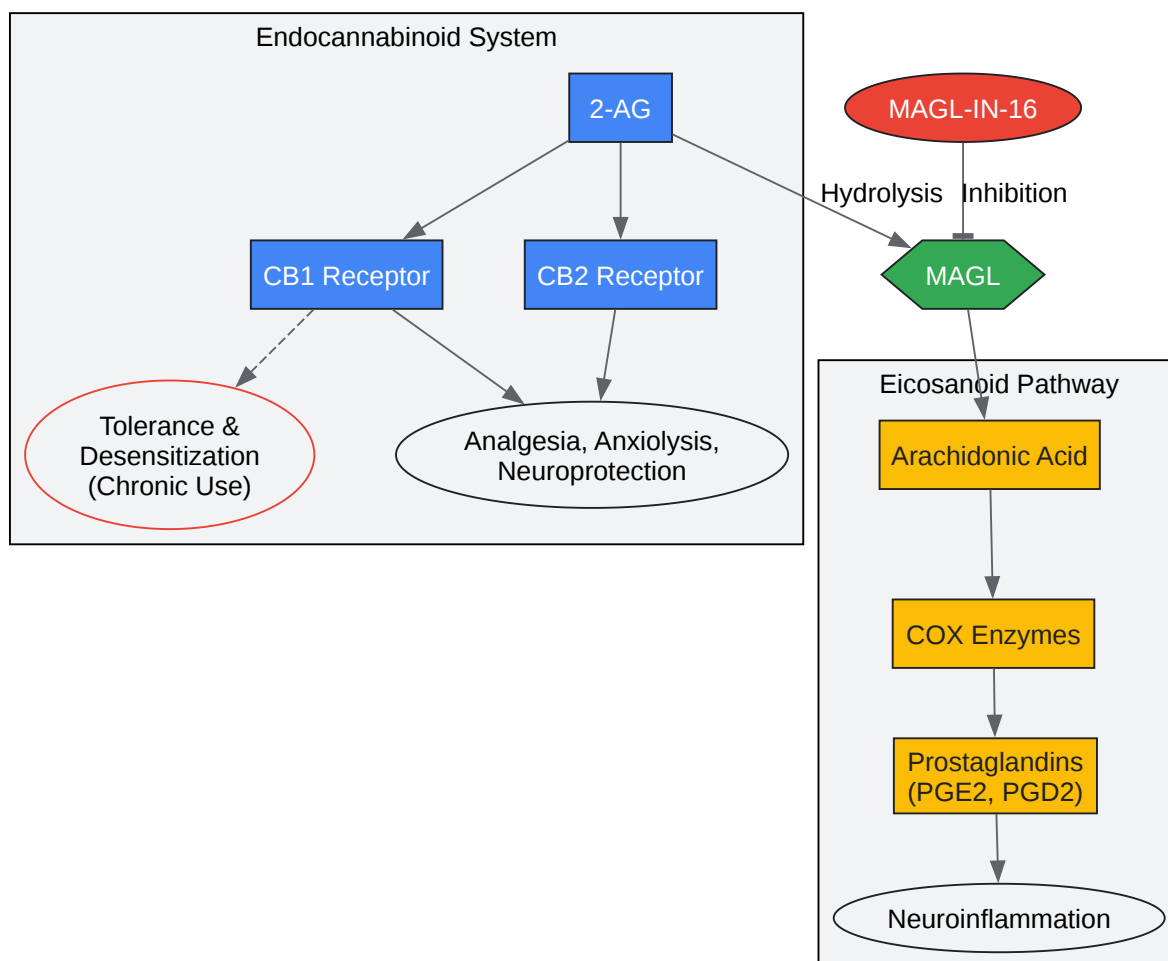 Endocannabinoid System
2-AG
MAGL-IN-16
Hydrolysis
Inhibition
CB1 Receptor
CB2 Receptor
MAGL
Eicosanoid Pathway
Tolerance &
Desensitization
(Chronic Use)
Analgesia, Anxiolysis,
Neuroprotection
Arachidonic Acid
COX Enzymes
Prostaglandins
(PGE2, PGD2)
Neuroinflammation